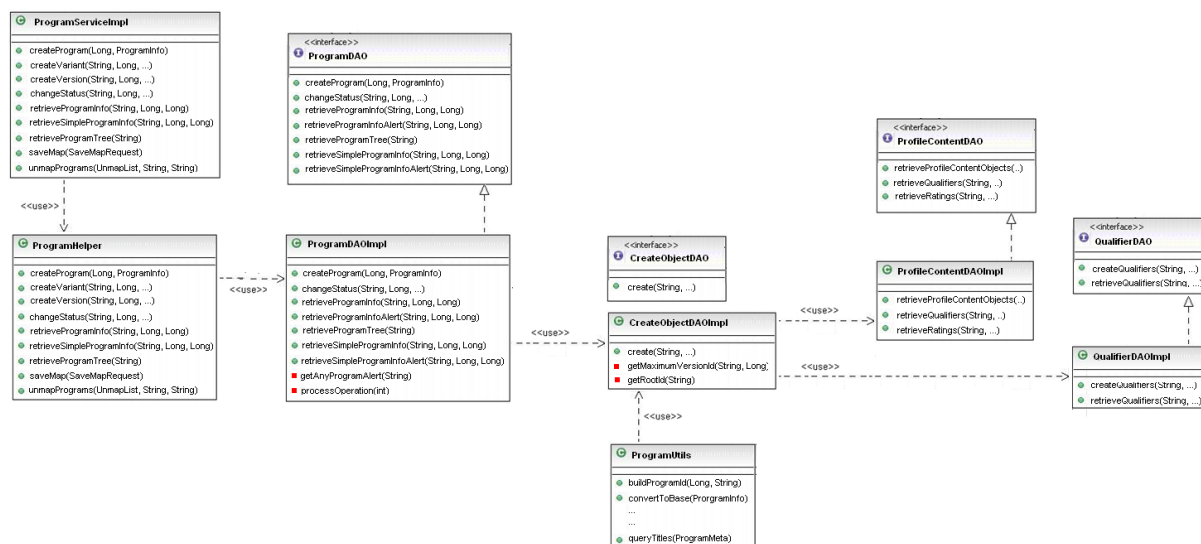 ProgramServiceImpl
createProgram(Long, ProgramInfo)
createVariant(String, Long, ...)
createVersion(String, Long, ...)
changeStatus(String, Long, ...)
retrieveProgramInfo(String, Long, Long)
retrieveSimpleProgramInfo(String, Long, Long)
retrieveProgramTree(String)
saveMap(SaveMapRequest)
unmapPrograms(UnmapList, String, String)
<<use>>
ProgramHelper
createProgram(Long, ProgramInfo)
createVariant(String, Long, ...)
createVersion(String, Long, ...)
changeStatus(String, Long, ...)
retrieveProgramInfo(String, Long, Long)
retrieveSimpleProgramInfo(String, Long, Long)
retrieveProgramTree(String)
saveMap(SaveMapRequest)
unmapPrograms(UnmapList, String, String)
<<use>>
<<interface>>
ProgramDAO
createProgram(Long, ProgramInfo)
changeStatus(String, Long, ...)
retrieveProgramInfo(String, Long, Long)
retrieveProgramInfoAlert(String, Long, Long)
retrieveProgramTree(String)
retrieveSimpleProgramInfo(String, Long, Long)
retrieveSimpleProgramInfoAlert(String, Long, Long)
ProgramDAOImpl
createProgram(Long, ProgramInfo)
changeStatus(String, Long, ...)
retrieveProgramInfo(String, Long, Long)
retrieveProgramInfoAlert(String, Long, Long)
retrieveProgramTree(String)
retrieveSimpleProgramInfo(String, Long, Long)
retrieveSimpleProgramInfoAlert(String, Long, Long)
getAnyProgramAlert(String)
processOperation(int)
<<use>>
<<interface>>
CreateObjectDAO
create(String, ...)
CreateObjectDAOImpl
create(String, ...)
getMaximumVersionId(String, Long)
getRootId(String)
<<use>>
ProgramUtils
buildProgramId(Long, String)
convertToBase(ProrgramInfo)
...
...
queryTitles(ProgramMeta)
<<use>>
<<use>>
<<interface>>
ProfileContentDAO
retrieveProfileContentObjects(..)
retrieveQualifiers(String, ..)
retrieveRatings(String, ...)
ProfileContentDAOImpl
retrieveProfileContentObjects(..)
retrieveQualifiers(String, ..)
retrieveRatings(String, ...)
<<interface>>
QualifierDAO
createQualifiers(String, ...)
retrieveQualifiers(String, ...)
QualifierDAOImpl
createQualifiers(String, ...)
retrieveQualifiers(String, ...)